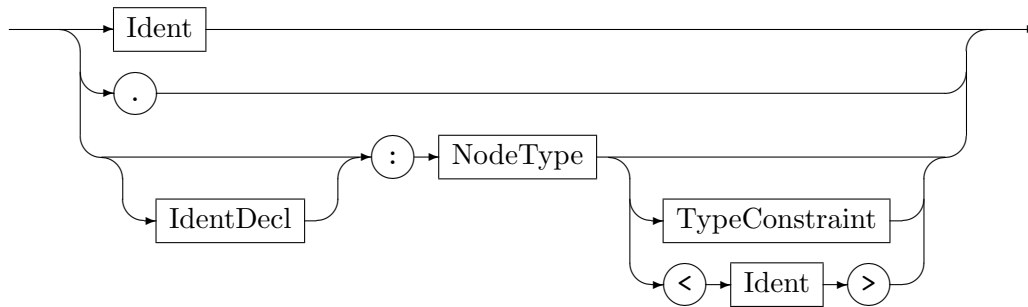 Ident
.
: NodeType
IdentDecl
TypeConstraint
< Ident >